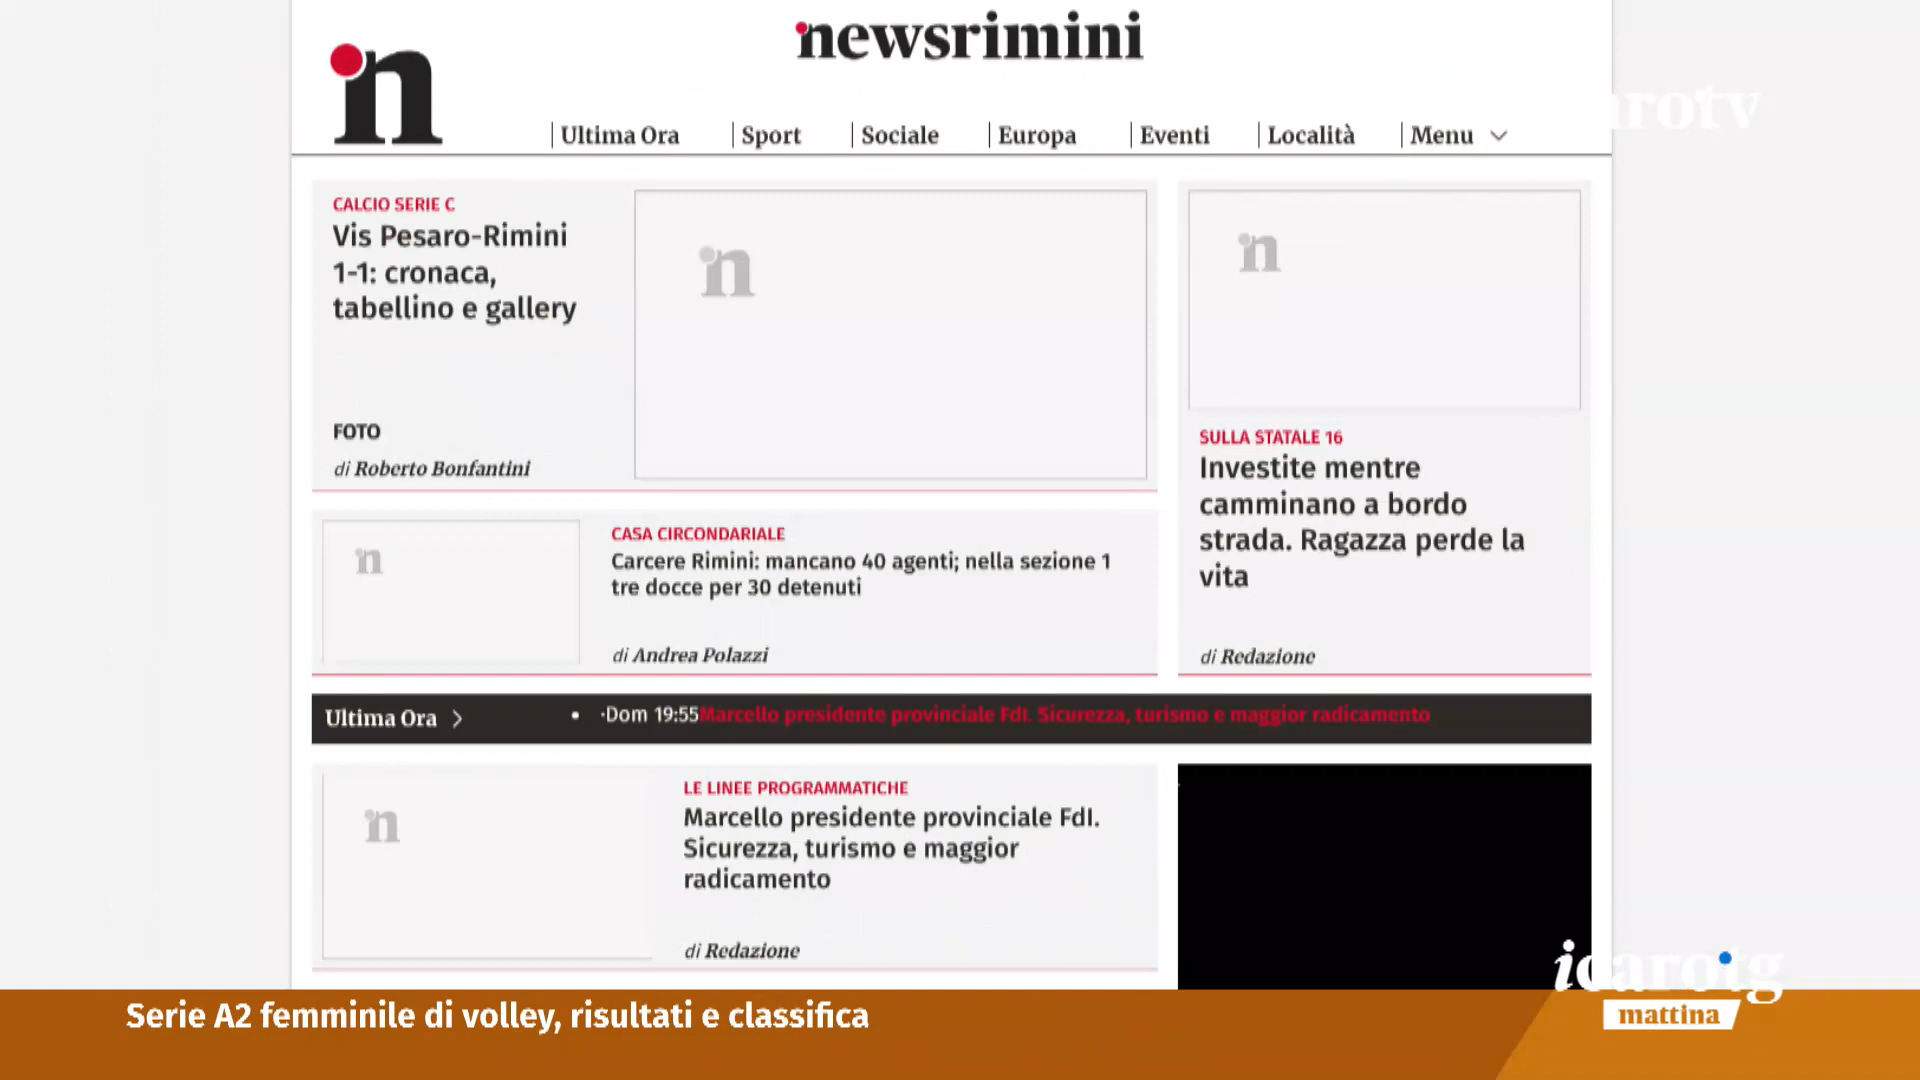 newsrimini
n
Ultima Ora
Sport
Sociale
Europa
Eventi
Località
Menu
arotv
CALCIO SERIE C
Vis Pesaro-Rimini
1-1: cronaca,
tabellino e gallery
FOTO
di Roberto Bonfantini
n
n
SULLA STATALE 16
Investite mentre
camminano a bordo
strada. Ragazza perde la
vita
di Redazione
n
CASA CIRCONDARIALE
Carcere Rimini: mancano 40 agenti; nella sezione 1
tre docce per 30 detenuti
di Andrea Polazzi
Ultima Ora
• ·Dom 19:55Marcello presidente provinciale FdI. Sicurezza, turismo e maggior radicamento
n
LE LINEE PROGRAMMATICHE
Marcello presidente provinciale FdI.
Sicurezza, turismo e maggior
radicamento
di Redazione
icarotg
mattina
Serie A2 femminile di volley, risultati e classifica